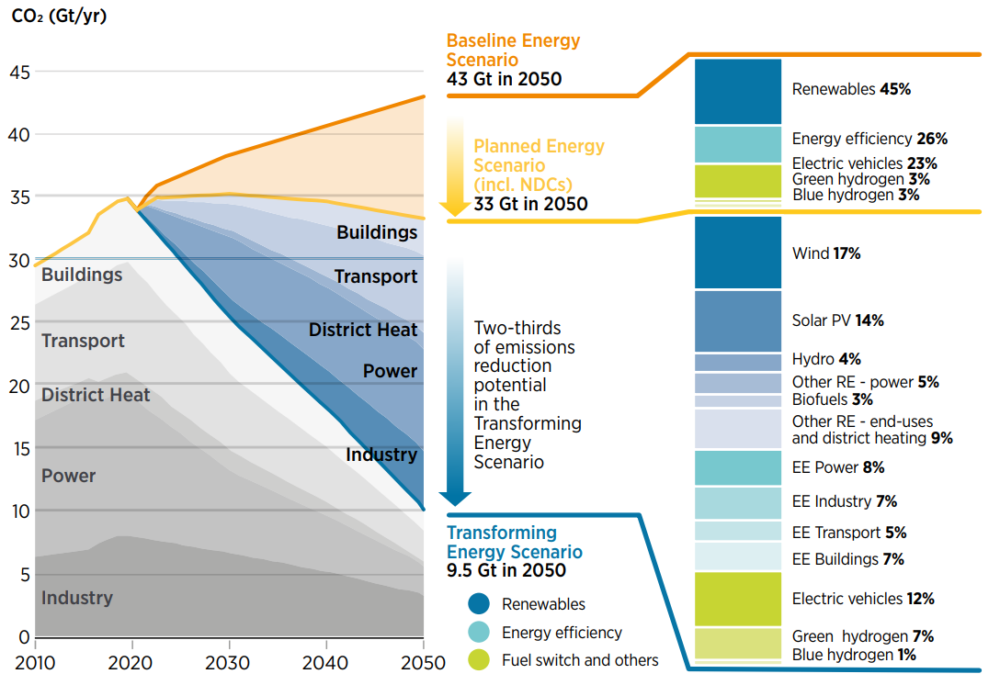 CO₂ (Gt/yr)
45
40
35
30
25
20
15
10
5
0
2010
2020
2030
2040
2050
Buildings
Transport
District Heat
Power
Industry
Buildings
Transport
District Heat
Power
Industry
Baseline Energy
Scenario
43 Gt in 2050
Planned Energy
Scenario
(incl. NDCs)
33 Gt in 2050
Two-thirds
of emissions
reduction
potential
in the
Transforming
Energy
Scenario
Transforming
Energy Scenario
9.5 Gt in 2050
Renewables
Energy efficiency
Fuel switch and others
Renewables 45%
Energy efficiency 26%
Electric vehicles 23%
Green hydrogen 3%
Blue hydrogen 3%
Wind 17%
Solar PV 14%
Hydro 4%
Other RE - power 5%
Biofuels 3%
Other RE - end-uses
and district heating 9%
EE Power 8%
EE Industry 7%
EE Transport 5%
EE Buildings 7%
Electric vehicles 12%
Green hydrogen 7%
Blue hydrogen 1%